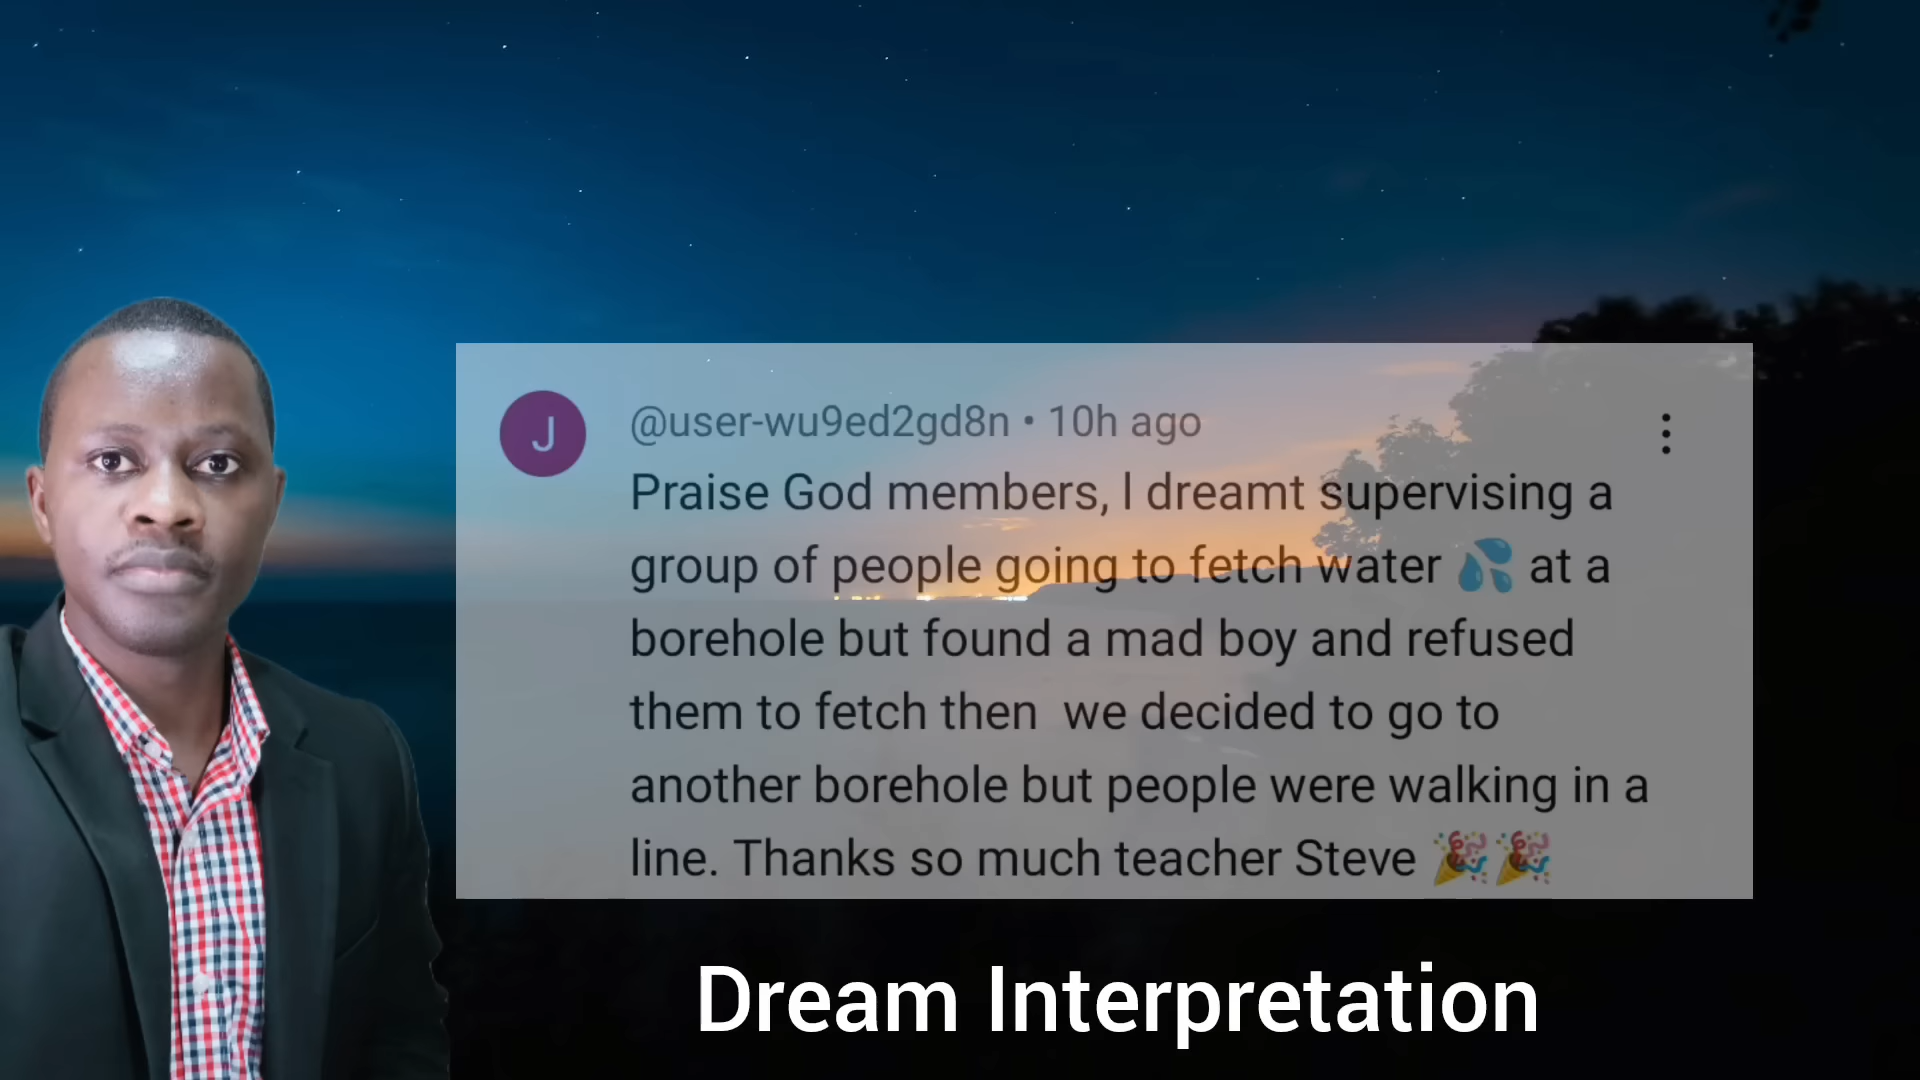 J
@user-wu9ed2gd8n • 10h ago
Praise God members, I dreamt supervising a
group of people going to fetch water 💦 at a
borehole but found a mad boy and refused
them to fetch then  we decided to go to
another borehole but people were walking in a
line. Thanks so much teacher Steve 🎉🎉
Dream Interpretation